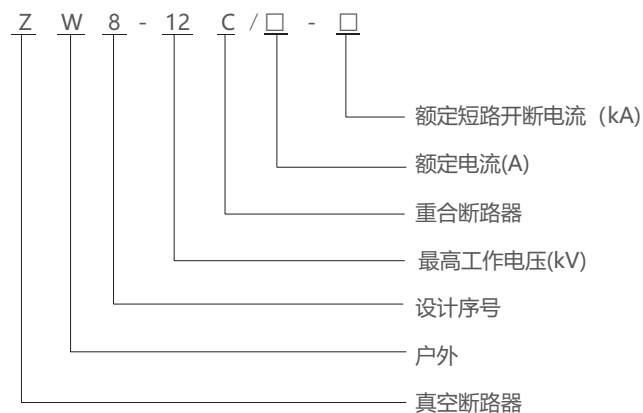 Z W 8 - 12 C / □ - □
额定短路开断电流（kA)
额定电流(A)
重合断路器
最高工作电压(kV)
设计序号
户外
真空断路器